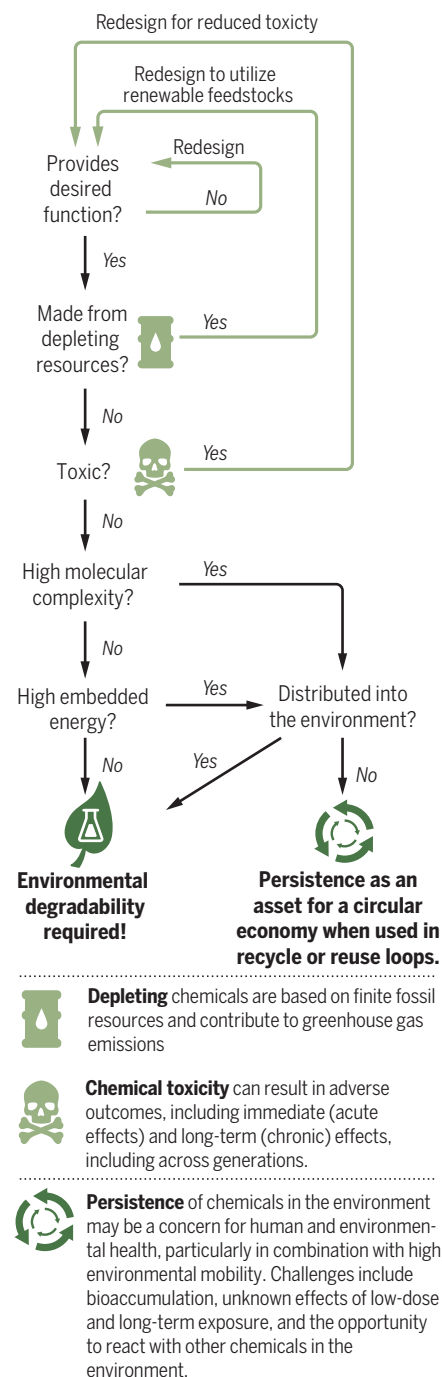 Redesign for reduced toxicty
Redesign to utilize
renewable feedstocks
Redesign
Provides
desired
function?
No
Yes
Made from
depleting
resources?
Yes
No
Yes
Toxic?
No
High molecular
complexity?
Yes
No
High embedded
energy?
Yes
Distributed into
the environment?
No
Yes
No
Environmental
degradability
required!
Persistence as an
asset for a circular
economy when used in
recycle or reuse loops.
Depleting chemicals are based on finite fossil
resources and contribute to greenhouse gas
emissions
Chemical toxicity can result in adverse
outcomes, including immediate (acute
effects) and long-term (chronic) effects,
including across generations.
Persistence of chemicals in the environment
may be a concern for human and environmen-
tal health, particularly in combination with high
environmental mobility. Challenges include
bioaccumulation, unknown effects of low-dose
and long-term exposure, and the opportunity
to react with other chemicals in the
environment.